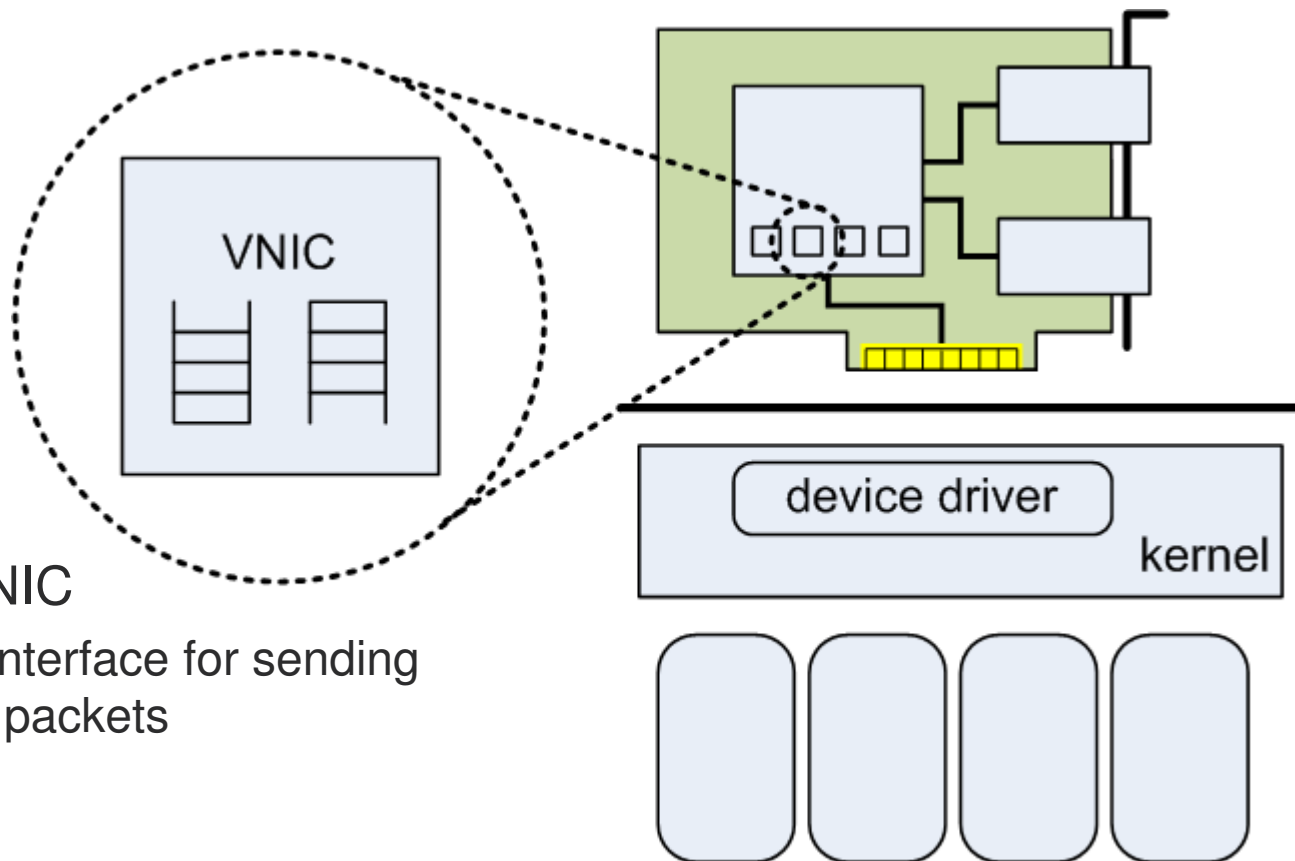 VNIC
device driver
kernel
NIC
nterface for sending
packets